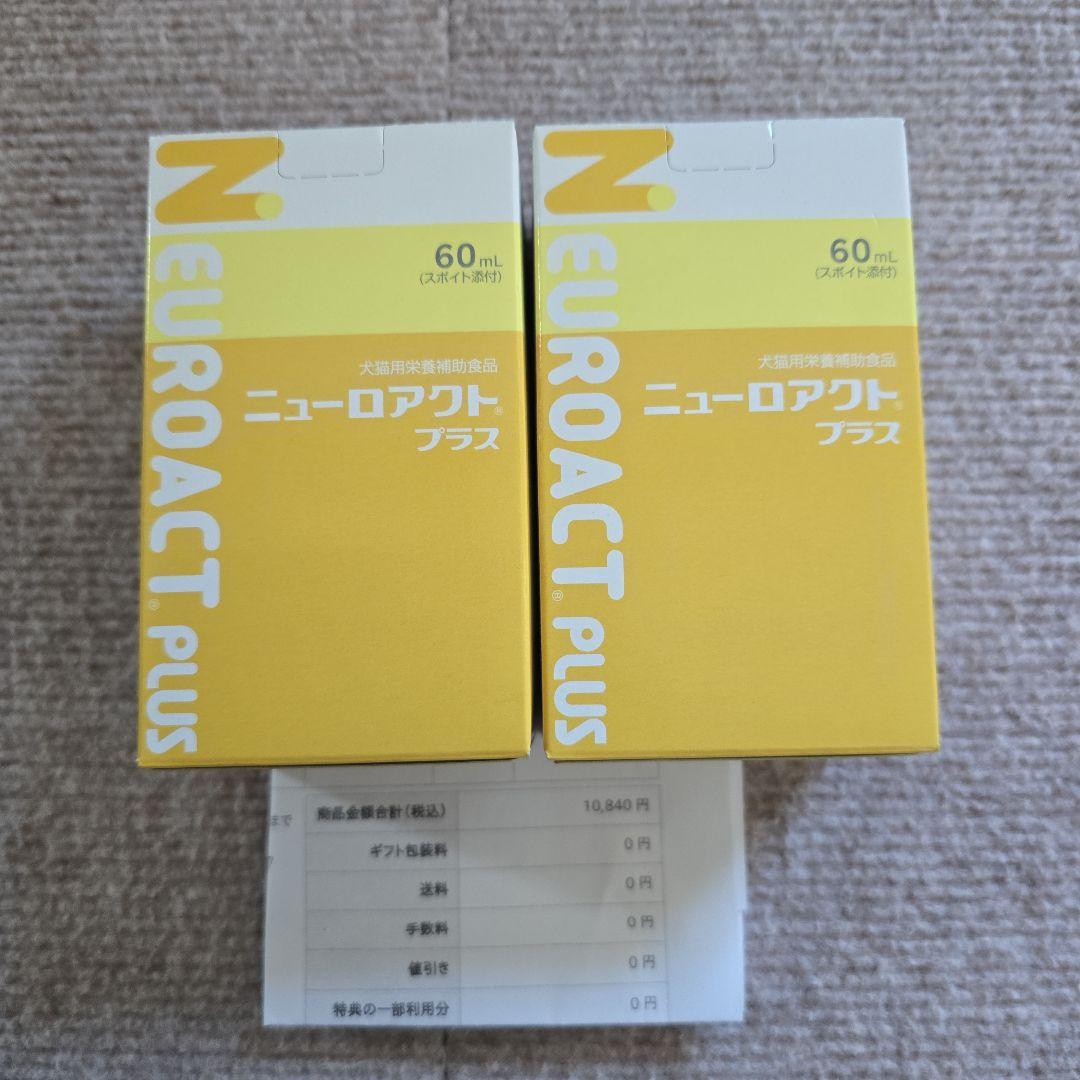 NEUROACT® PLUS
60mL
(スポイト添付)
犬猫用栄養補助食品
ニューロアクト®
プラス
NEUROACT® PLUS
60mL
(スポイト添付)
犬猫用栄養補助食品
ニューロアクト®
プラス
まで
商品金額合計(税込) 10,840円
ギフト包装料 0円
送料 0円
手数料 0円
値引き 0円
特典の一部利用分 0円